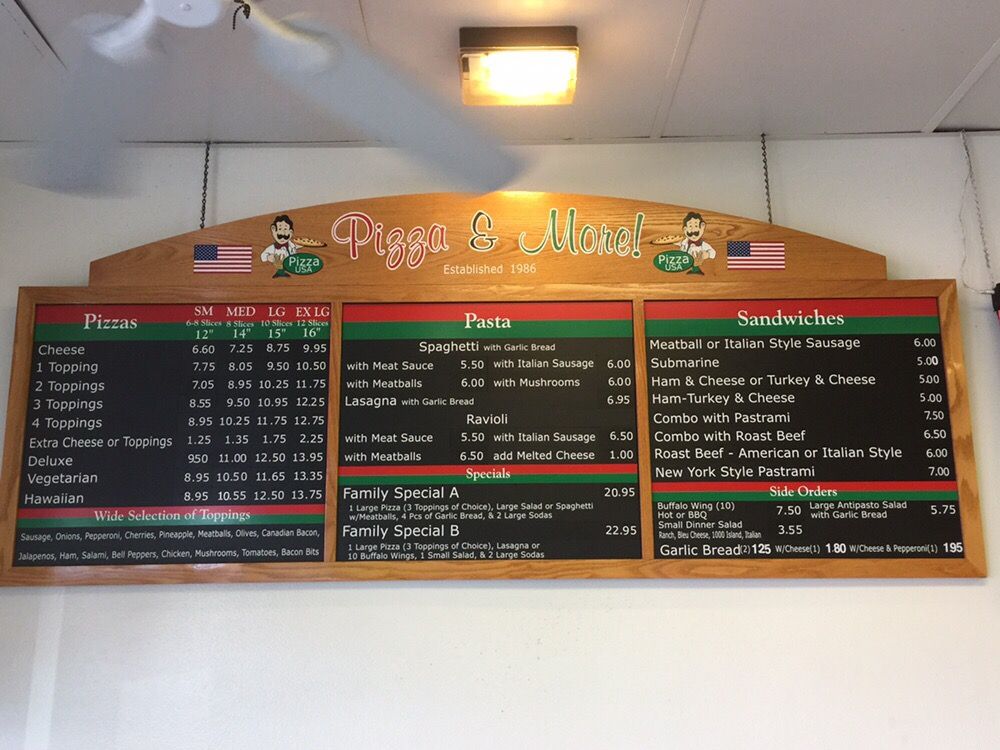 Pizza & More!
Established 1986
Pizza
USA
Pizza
USA
Pizzas
SM MED LG EX LG
6-8 Slices 8 Slices 10 Slices 12 Slices
12" 14" 15" 16"
Cheese 6.60 7.25 8.75 9.95
1 Topping 7.75 8.05 9.50 10.50
2 Toppings 7.05 8.95 10.25 11.75
3 Toppings 8.55 9.50 10.95 12.25
4 Toppings 8.95 10.25 11.75 12.75
Extra Cheese or Toppings 1.25 1.35 1.75 2.25
Deluxe 950 11.00 12.50 13.95
Vegetarian 8.95 10.50 11.65 13.35
Hawaiian 8.95 10.55 12.50 13.75
Wide Selection of Toppings
Sausage, Onions, Pepperoni, Cherries, Pineapple, Meatballs, Olives, Canadian Bacon,
Jalapenos, Ham, Salami, Bell Peppers, Chicken, Mushrooms, Tomatoes, Bacon Bits
Pasta
Spaghetti with Garlic Bread
with Meat Sauce 5.50 with Italian Sausage 6.00
with Meatballs 6.00 with Mushrooms 6.00
Lasagna with Garlic Bread 6.95
Ravioli
with Meat Sauce 5.50 with Italian Sausage 6.50
with Meatballs 6.50 add Melted Cheese 1.00
Specials
Family Special A 20.95
1 Large Pizza (3 Toppings of Choice), Large Salad or Spaghetti
w/Meatballs, 4 Pcs of Garlic Bread, & 2 Large Sodas
Family Special B 22.95
1 Large Pizza (3 Toppings of Choice), Lasagna or
10 Buffalo Wings, 1 Small Salad, & 2 Large Sodas
Sandwiches
Meatball or Italian Style Sausage 6.00
Submarine 5.00
Ham & Cheese or Turkey & Cheese 5.00
Ham-Turkey & Cheese 5.00
Combo with Pastrami 7.50
Combo with Roast Beef 6.50
Roast Beef - American or Italian Style 6.00
New York Style Pastrami 7.00
Side Orders
Buffalo Wing (10)
Hot or BBQ 7.50
Large Antipasto Salad
with Garlic Bread 5.75
Small Dinner Salad 3.55
Ranch, Bleu Cheese, 1000 Island, Italian
Garlic Bread(2) 125 W/Cheese(1) 1.80 W/Cheese & Pepperoni(1) 195